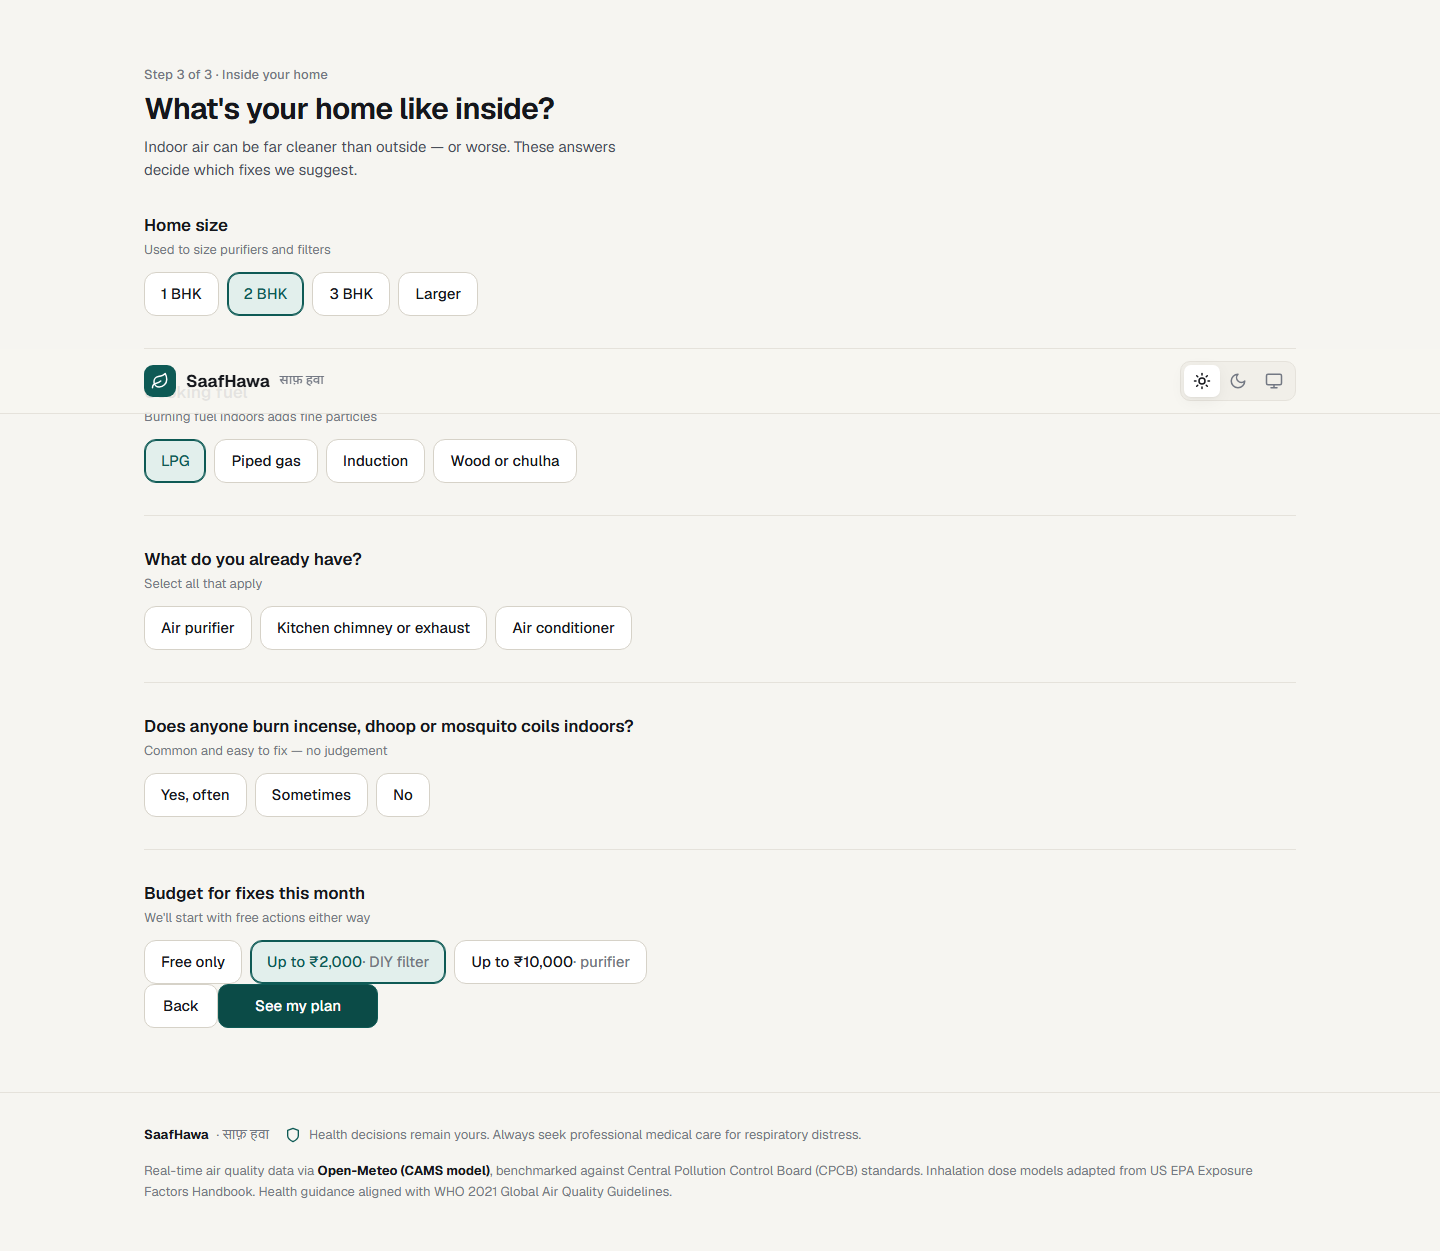 Step 3 of 3 · Inside your home
What's your home like inside?
Indoor air can be far cleaner than outside — or worse. These answers
decide which fixes we suggest.
Home size
Used to size purifiers and filters
1 BHK 2 BHK 3 BHK Larger
SaafHawa साफ़ हवा
fuel
Burning fuel indoors adds fine particles
LPG Piped gas Induction Wood or chulha
What do you already have?
Select all that apply
Air purifier Kitchen chimney or exhaust Air conditioner
Does anyone burn incense, dhoop or mosquito coils indoors?
Common and easy to fix — no judgement
Yes, often Sometimes No
Budget for fixes this month
We'll start with free actions either way
Free only Up to ₹2,000· DIY filter Up to ₹10,000· purifier
Back See my plan
SaafHawa · साफ़ हवा Health decisions remain yours. Always seek professional medical care for respiratory distress.
Real-time air quality data via Open-Meteo (CAMS model), benchmarked against Central Pollution Control Board (CPCB) standards. Inhalation dose models adapted from US EPA Exposure
Factors Handbook. Health guidance aligned with WHO 2021 Global Air Quality Guidelines.